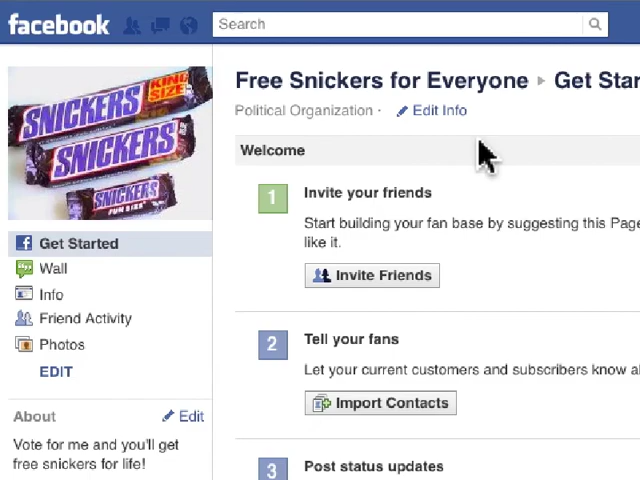 facebook
Search
Free Snickers for Everyone ▸ Get Star
Political Organization · Edit Info
SNICKERS KING SIZE
SNICKERS
SNICKERS
FUN SIZE
Welcome
1 Invite your friends
Start building your fan base by suggesting this Page
like it.
Invite Friends
Get Started
Wall
Info
Friend Activity
Photos
EDIT
2 Tell your fans
Let your current customers and subscribers know a
Import Contacts
About Edit
Vote for me and you'll get
free snickers for life!
3 Post status updates